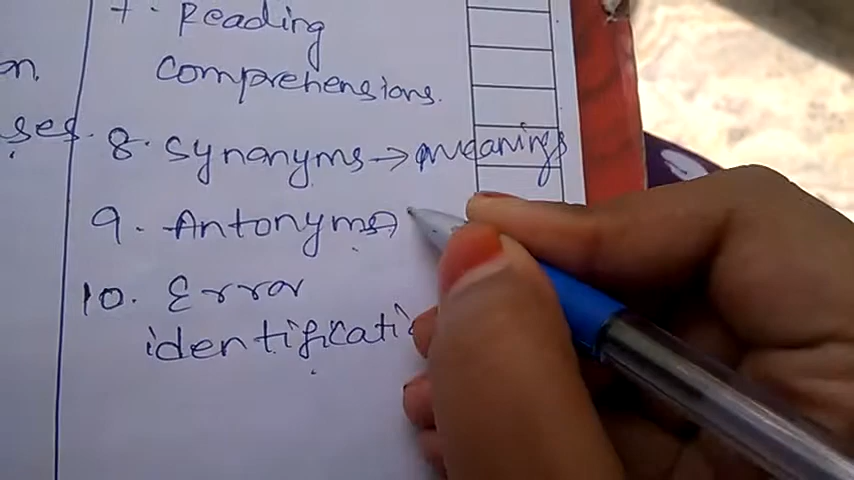 7. Reading
comprehensions.
8. Synonyms → meanings
9. Antonyms →
10. Error
identificati